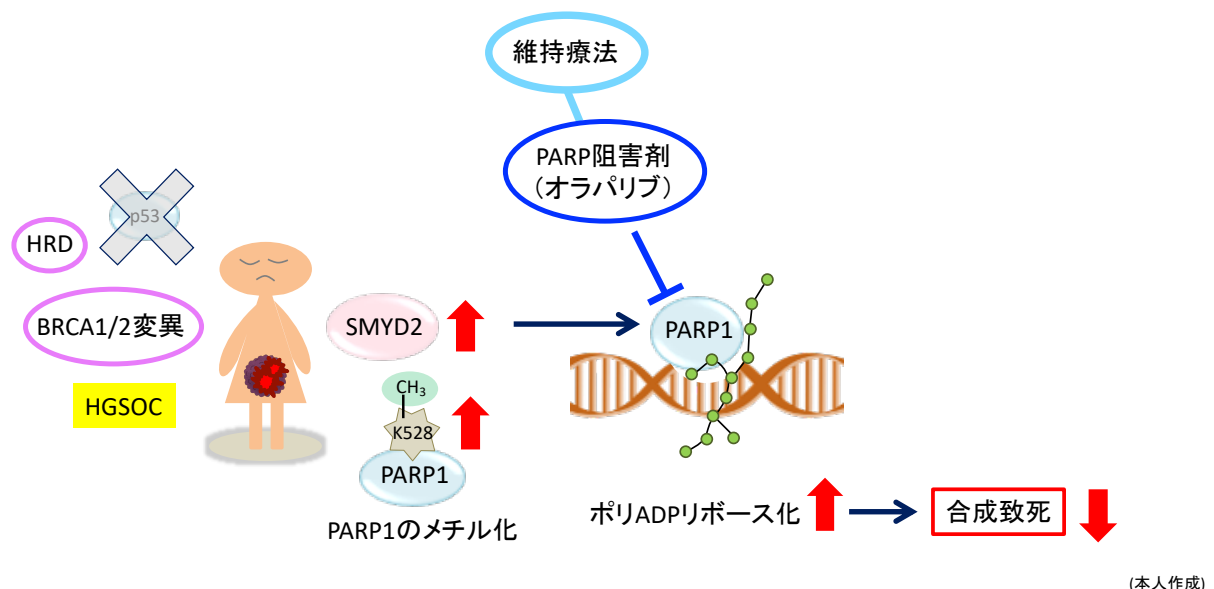 維持療法
PARP阻害剤
（オラパリブ）
p53
HRD
BRCA1/2変異
HGSOC
SMYD2
CH3
K528
PARP1
PARP1のメチル化
PARP1
ポリADPリボース化
合成致死
(本人作成)